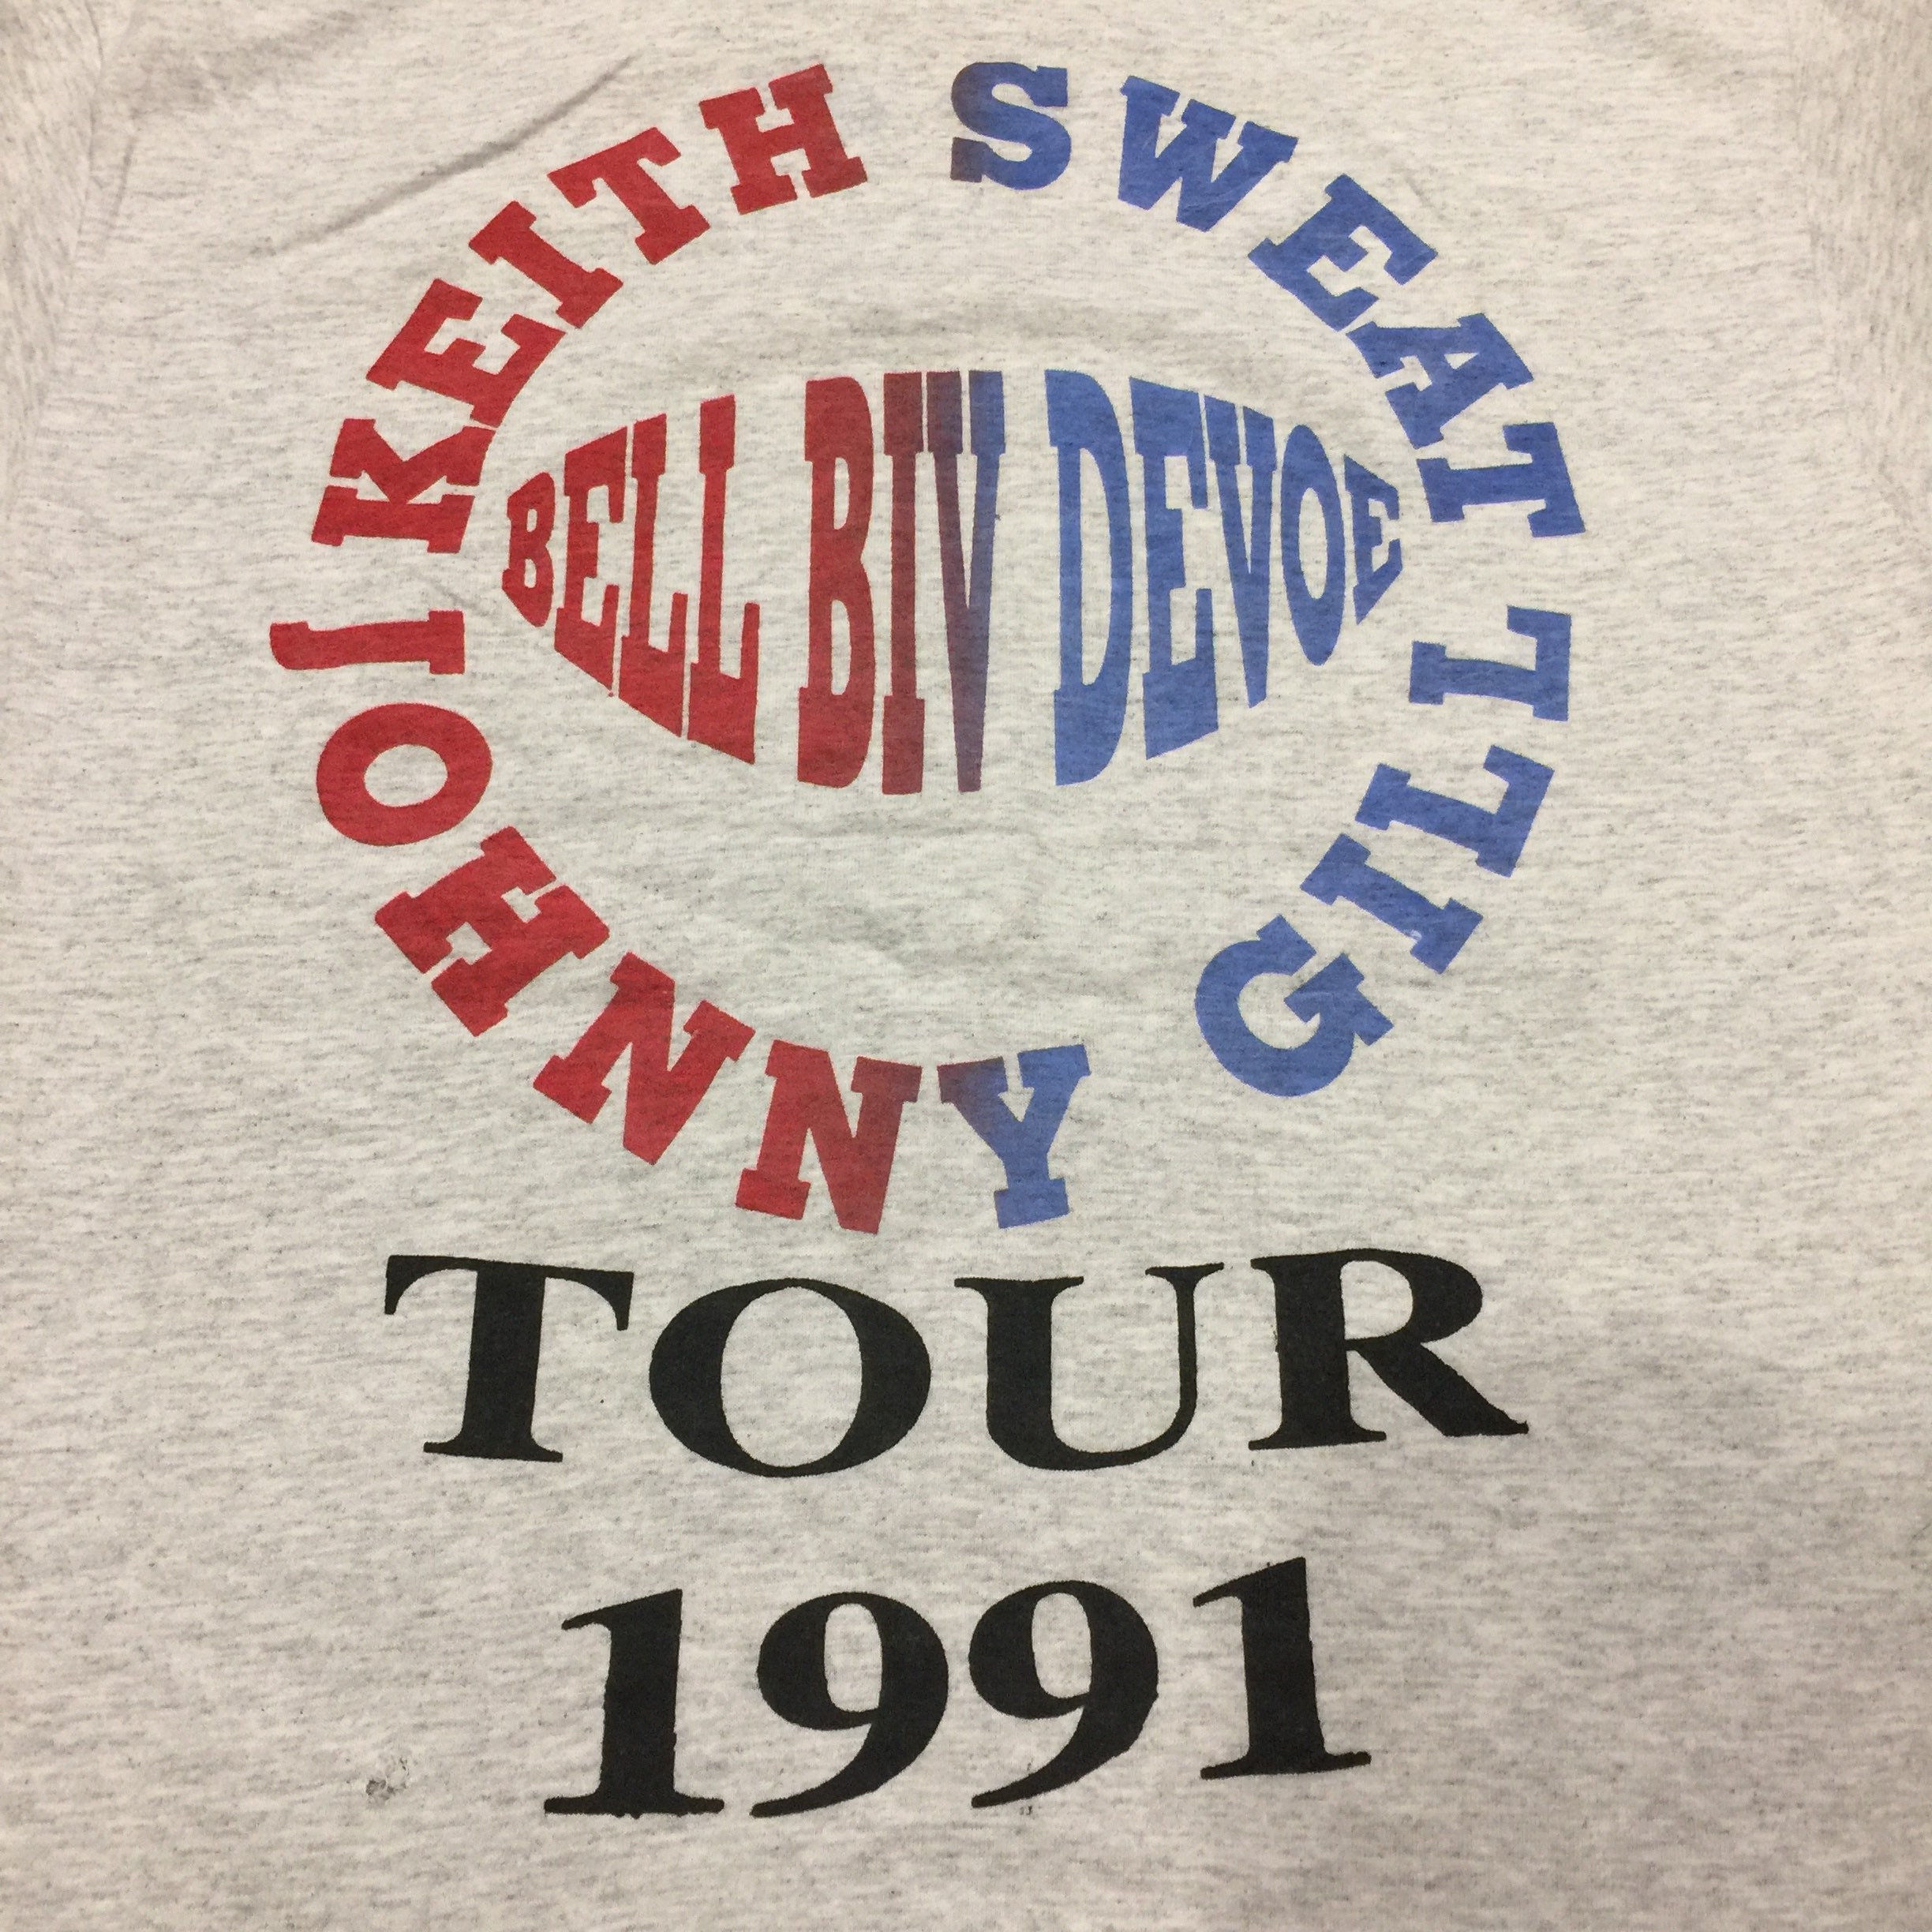 KEITH SWEAT
BELL BIV DEVOE
JOHNNY GILL
TOUR
1991